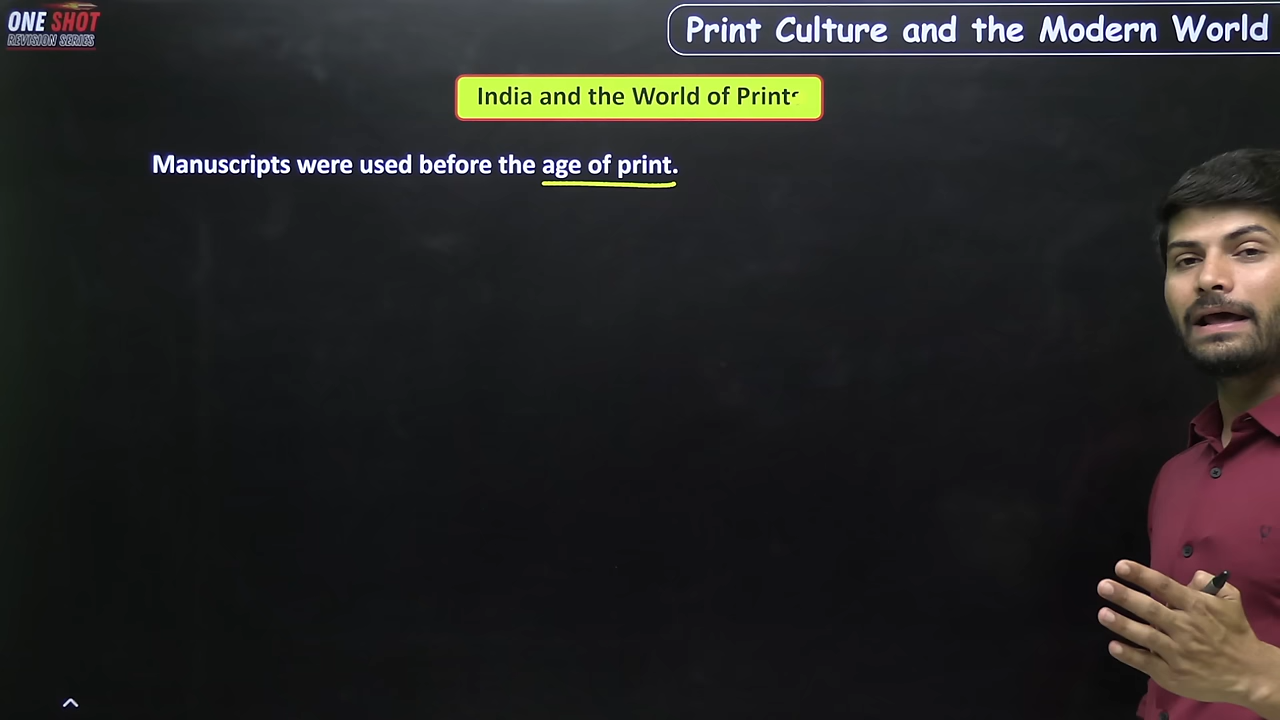 ONE SHOT
REVISION SERIES
Print Culture and the Modern World
India and the World of Prints
Manuscripts were used before the age of print.